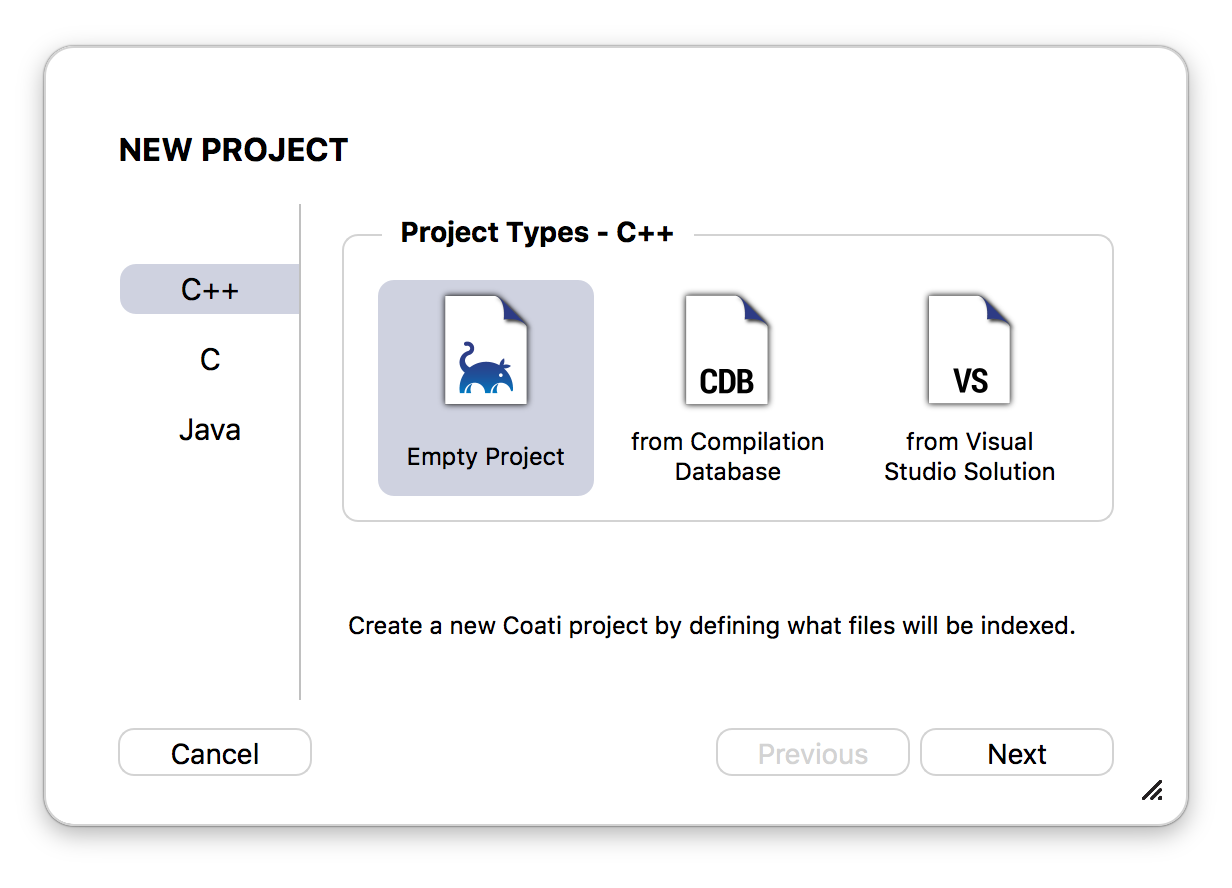 NEW PROJECT
C++
C
Java
Project Types - C++
Empty Project
CDB
from Compilation
Database
VS
from Visual
Studio Solution
Create a new Coati project by defining what files will be indexed.
Cancel
Previous
Next